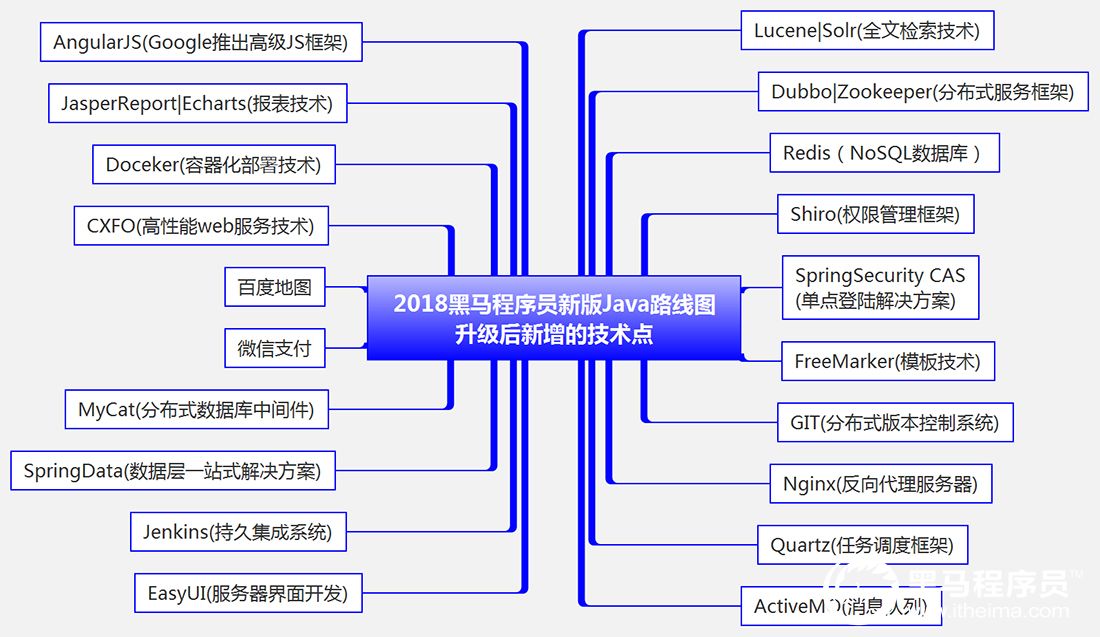 2018黑马程序员新版Java路线图
升级后新增的技术点
AngularJS(Google推出高级JS框架)
JasperReport|Echarts(报表技术)
Doceker(容器化部署技术)
CXFO(高性能web服务技术)
百度地图
微信支付
MyCat(分布式数据库中间件)
SpringData(数据层一站式解决方案)
Jenkins(持久集成系统)
EasyUI(服务器界面开发)
Lucene|Solr(全文检索技术)
Dubbo|Zookeeper(分布式服务框架)
Redis（NoSQL数据库）
Shiro(权限管理框架)
SpringSecurity CAS
(单点登陆解决方案)
FreeMarker(模板技术)
GIT(分布式版本控制系统)
Nginx(反向代理服务器)
Quartz(任务调度框架)
ActiveMQ(消息队列)
黑马程序员™
www.itheima.com